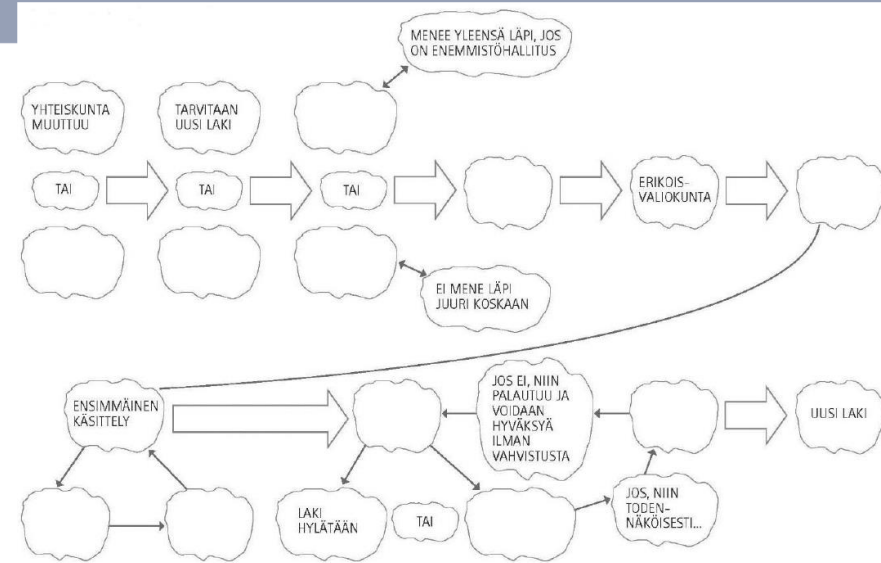 MENEE YLEENSÄ LÄPI, JOS
ON ENEMMISTÖHALLITUS
YHTEISKUNTA
MUUTTUU
TARVITAAN
UUSI LAKI
TAI
TAI
TAI
ERIKOIS-
VALIOKUNTA
EI MENE LÄPI
JUURI KOSKAAN
ENSIMMÄINEN
KÄSITTELY
JOS EI, NIIN
PALAUTUU JA
VOIDAAN
HYVÄKSYÄ
ILMAN
VAHVISTUSTA
UUSI LAKI
LAKI
HYLÄTÄÄN
TAI
JOS, NIIN
TODEN-
NÄKÖISESTI...